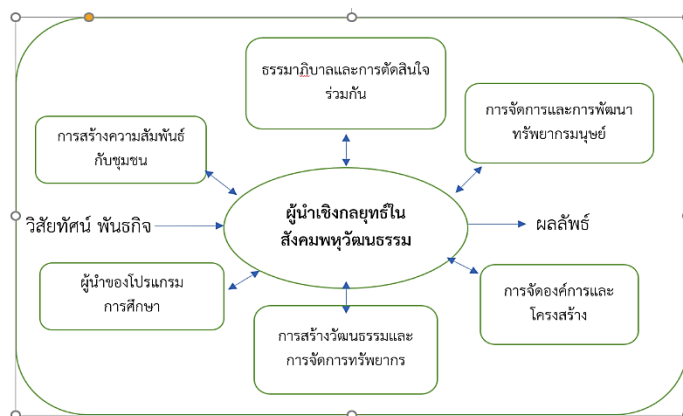 ธรรมาภิบาลและการตัดสินใจ
ร่วมกัน
การจัดการและการพัฒนา
ทรัพยากรมนุษย์
การสร้างความสัมพันธ์
กับชุมชน
วิสัยทัศน์ พันธกิจ
ผู้นำเชิงกลยุทธ์ใน
สังคมพหุวัฒนธรรม
ผลลัพธ์
ผู้นำของโปรแกรม
การศึกษา
การจัดองค์การและ
โครงสร้าง
การสร้างวัฒนธรรมและ
การจัดการทรัพยากร